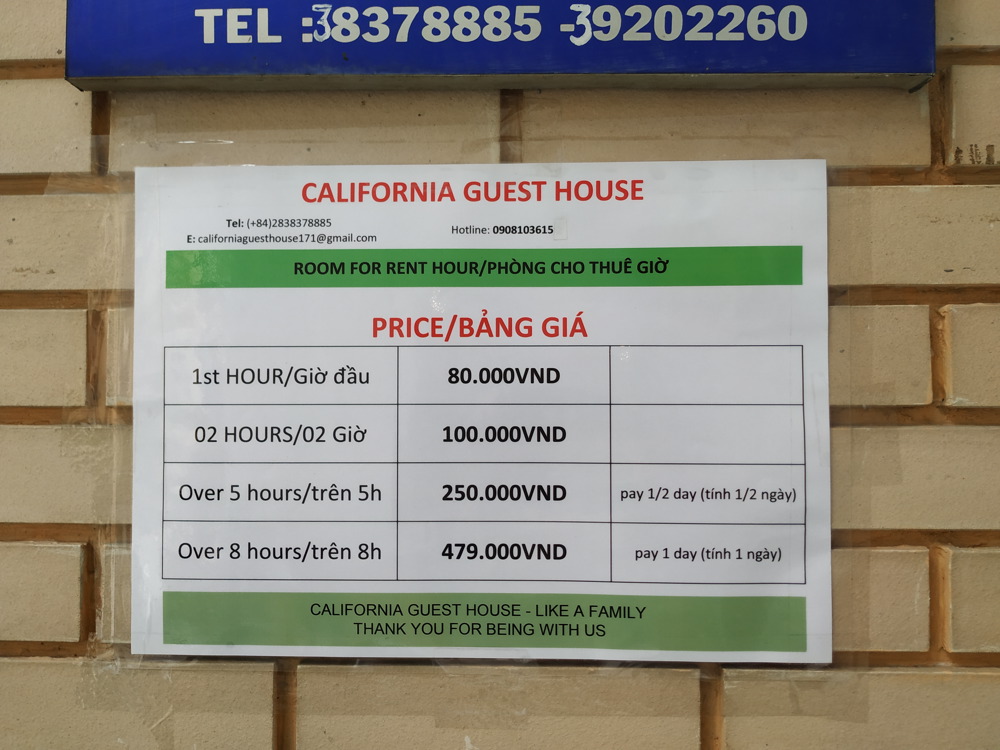 TEL :38378885 -39202260
CALIFORNIA GUEST HOUSE
Tel: (+84)2838378885
E: californiaguesthouse171@gmail.com
Hotline: 0908103615
ROOM FOR RENT HOUR/PHÒNG CHO THUÊ GIỜ
PRICE/BẢNG GIÁ
1st HOUR/Giờ đầu 80.000VND
02 HOURS/02 Giờ 100.000VND
Over 5 hours/trên 5h 250.000VND pay 1/2 day (tính 1/2 ngày)
Over 8 hours/trên 8h 479.000VND pay 1 day (tính 1 ngày)
CALIFORNIA GUEST HOUSE - LIKE A FAMILY
THANK YOU FOR BEING WITH US